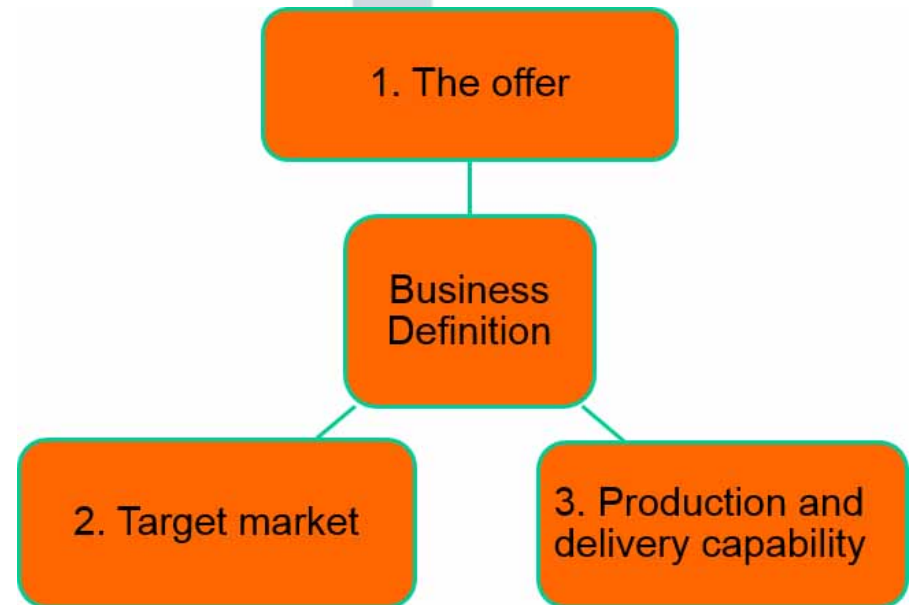 1. The offer
Business
Definition
2. Target market
3. Production and
delivery capability